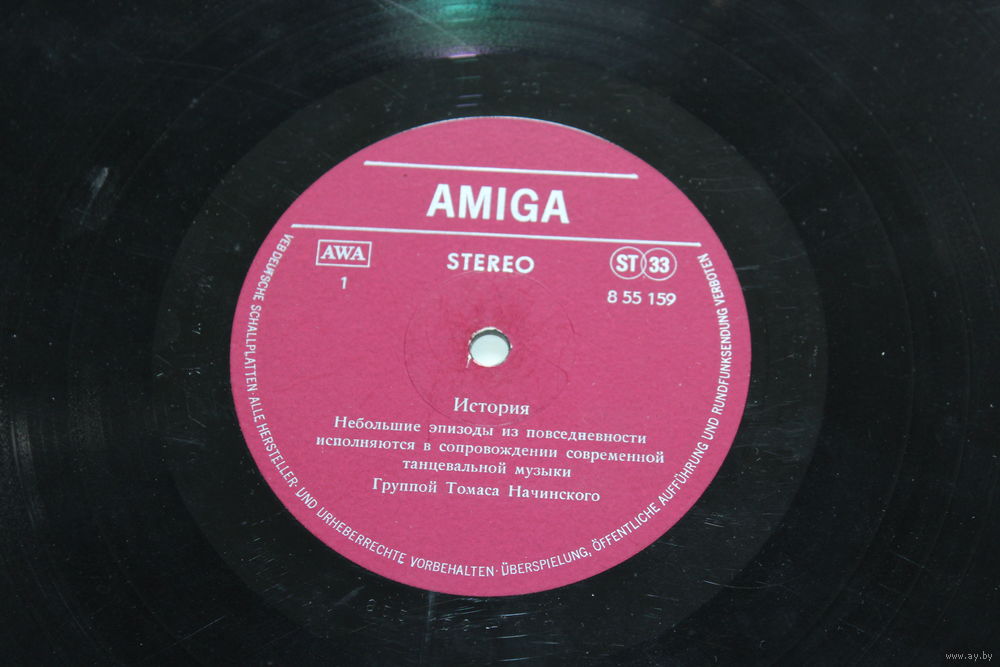 AMIGA
AWA
STEREO
ST 33
1
8 55 159
История
Небольшие эпизоды из повседневности
исполняются в сопровождении современной
танцевальной музыки
Группой Томаса Начинского
VEB DEUTSCHE SCHALLPLATTEN · ALLE HERSTELLER- UND URHEBERRECHTE VORBEHALTEN · ÜBERSPIELUNG, ÖFFENTLICHE AUFFÜHRUNG UND RUNDFUNKSENDUNG VERBOTEN
www.ay.by